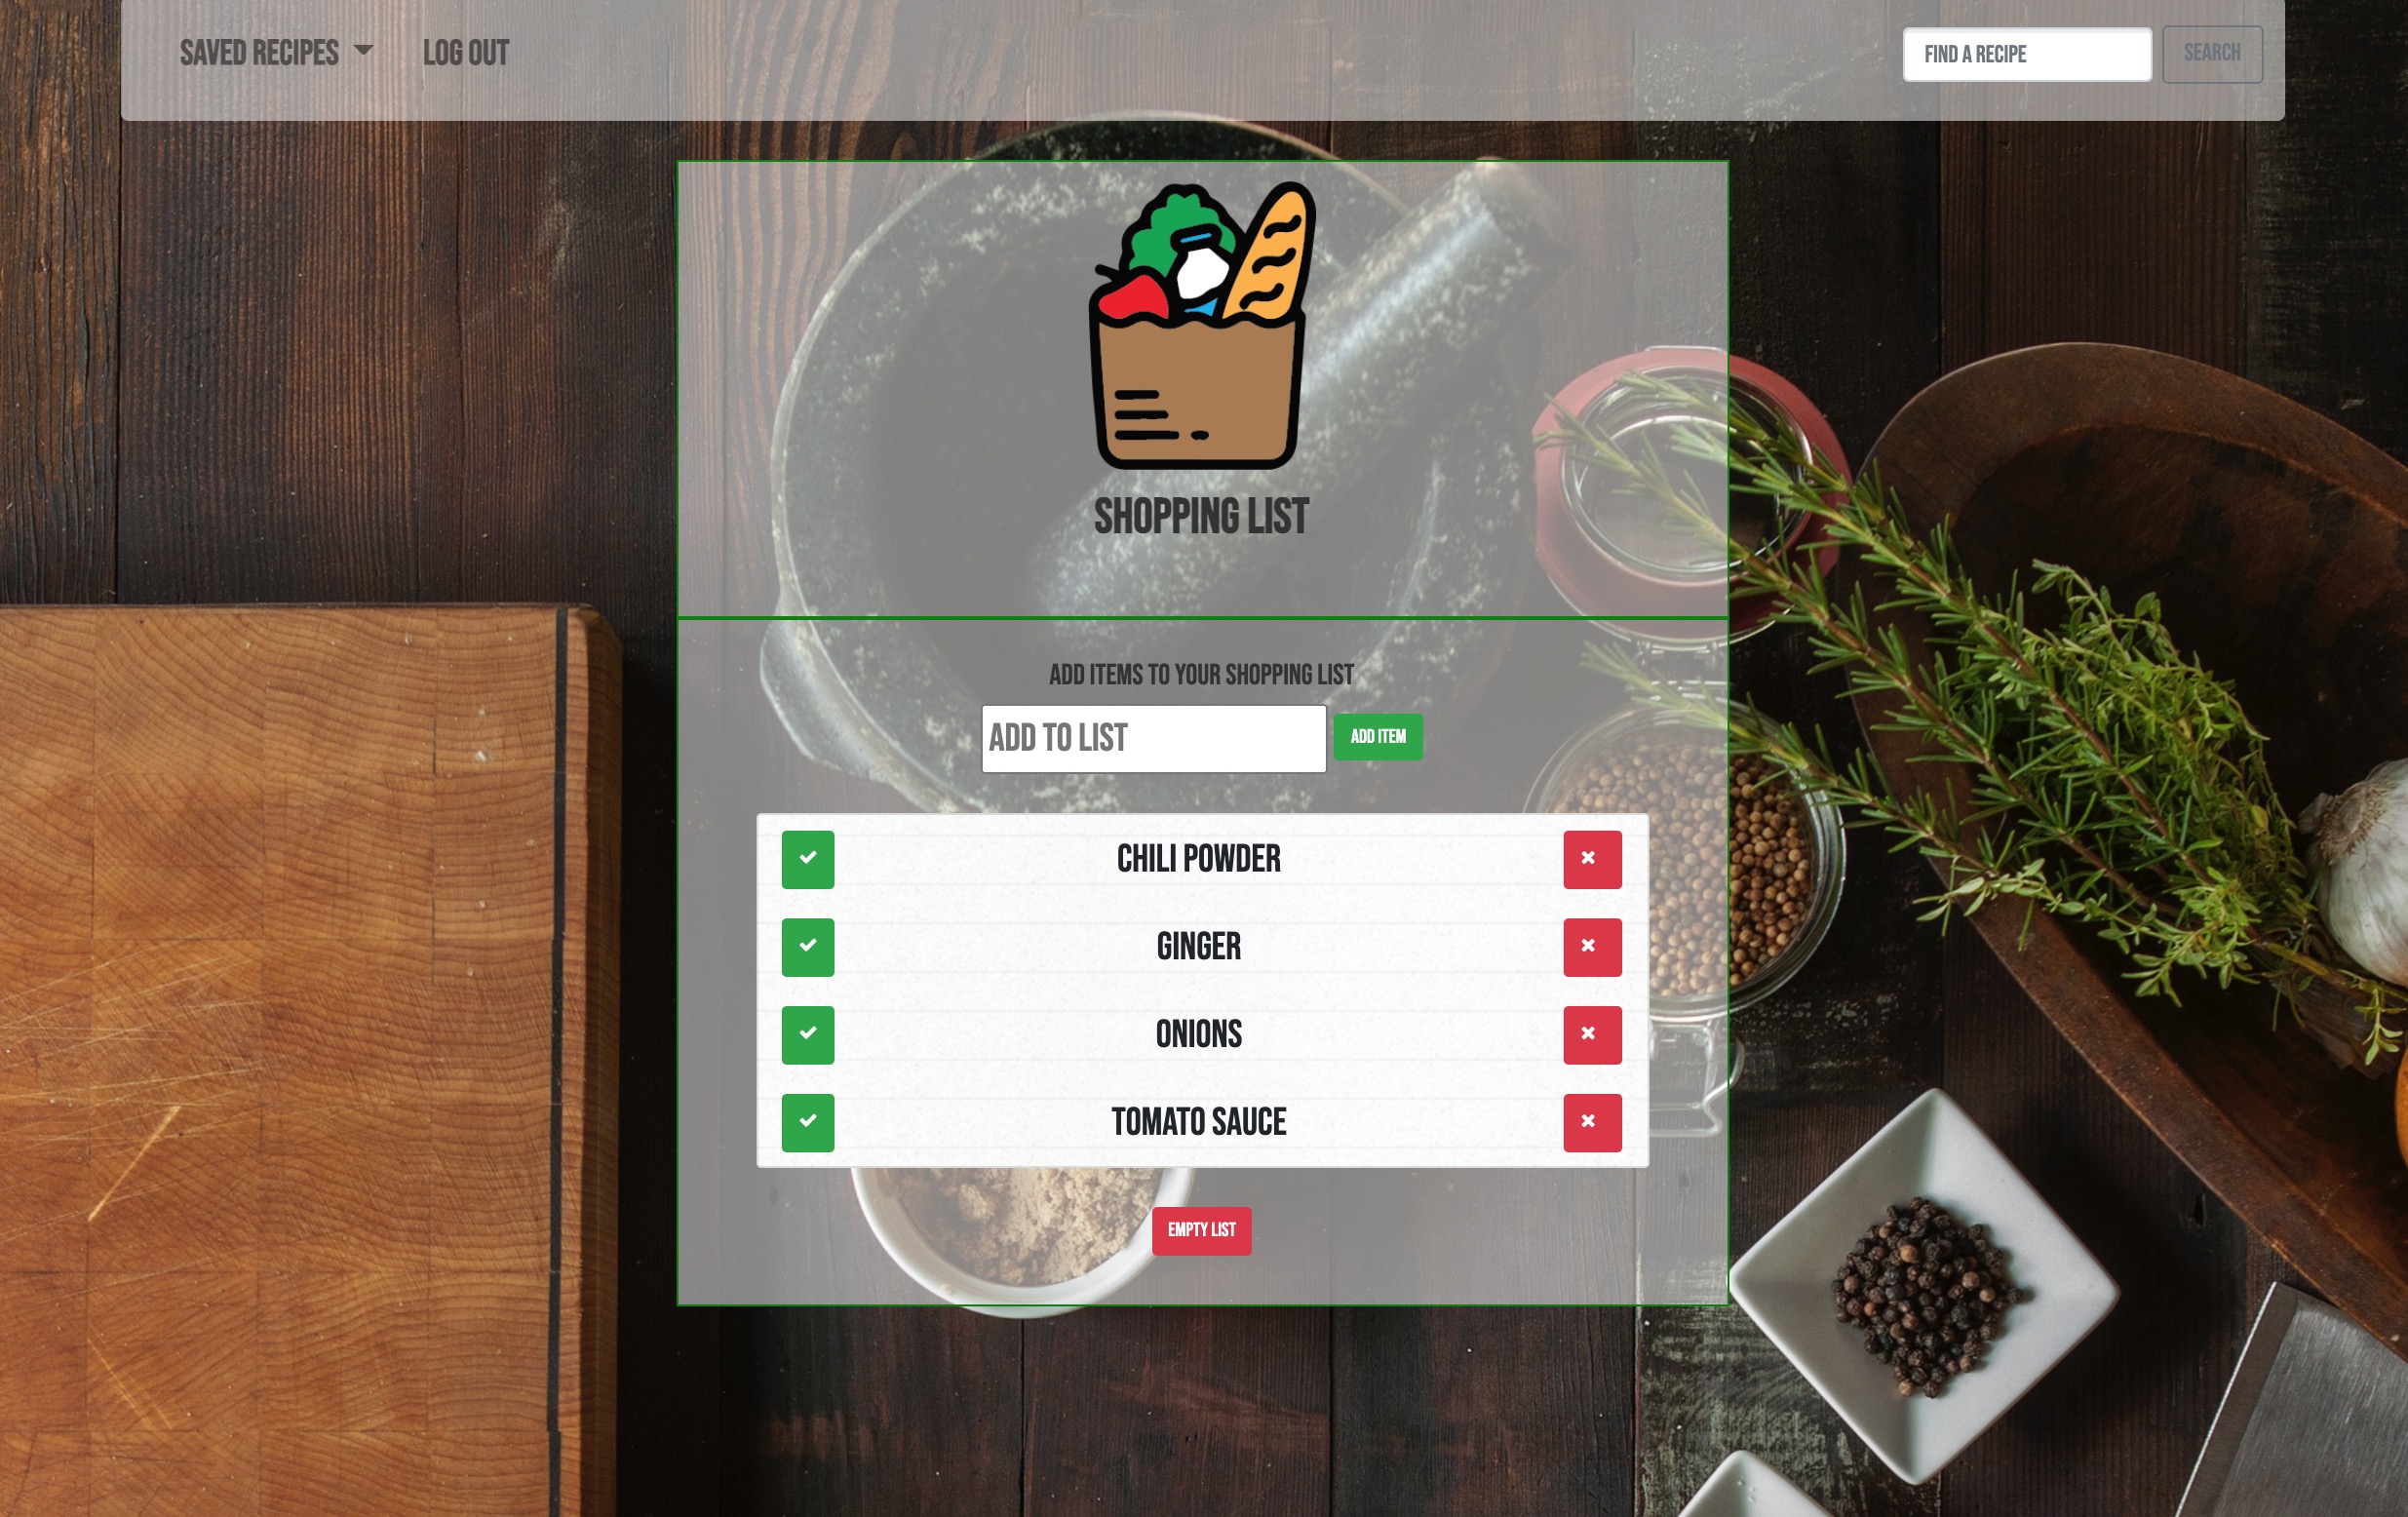 SAVED RECIPES
LOG OUT
FIND A RECIPE
SEARCH
SHOPPING LIST
ADD ITEMS TO YOUR SHOPPING LIST
ADD TO LIST
ADD ITEM
CHILI POWDER
GINGER
ONIONS
TOMATO SAUCE
EMPTY LIST